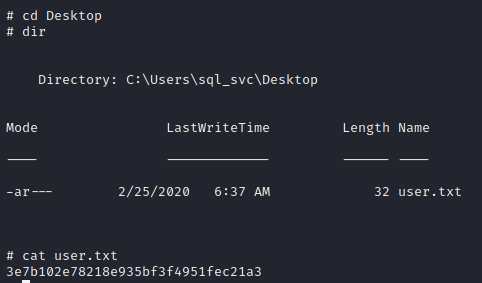 # cd Desktop
# dir
Directory: C:\Users\sql_svc\Desktop
Mode LastWriteTime Length Name
---- ------------- ------ ----
-ar--- 2/25/2020 6:37 AM 32 user.txt
# cat user.txt
3e7b102e78218e935bf3f4951fec21a3